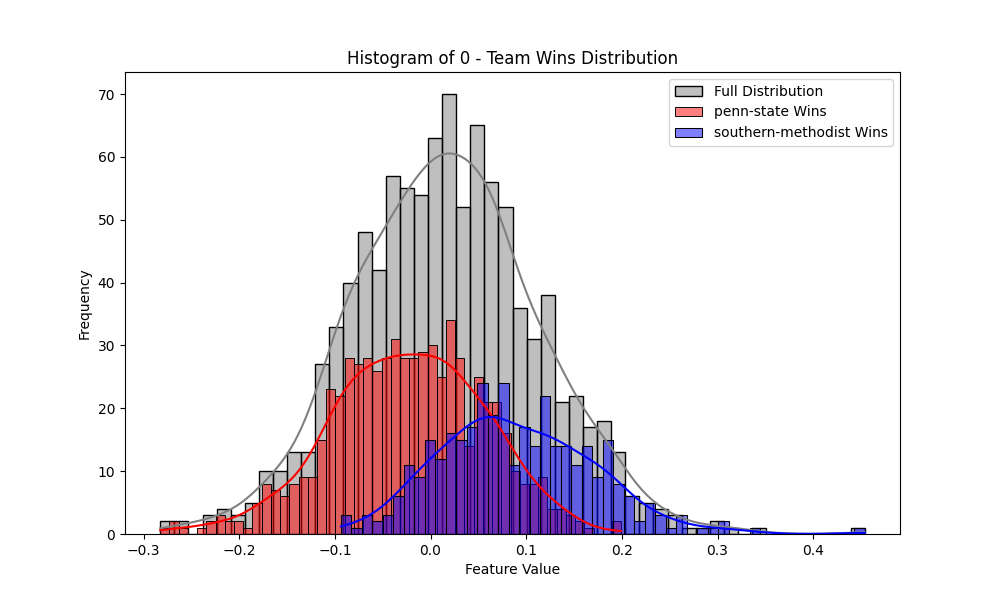 Histogram of 0 - Team Wins Distribution
Full Distribution
penn-state Wins
southern-methodist Wins
Frequency
70
60
50
40
30
20
10
0
−0.3 −0.2 −0.1 0.0 0.1 0.2 0.3 0.4
Feature Value